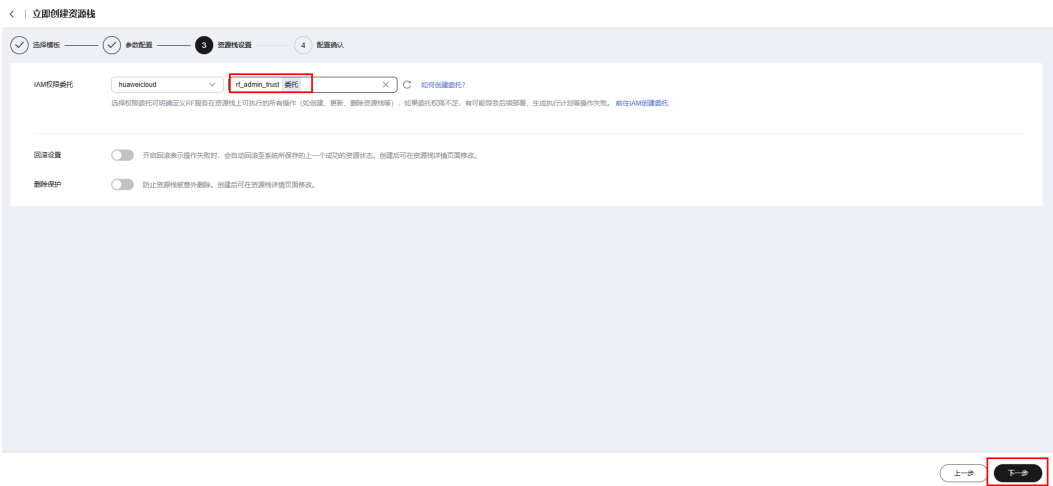 立即创建资源栈
选择模板 参数配置 3 资源栈设置 4 配置确认
IAM权限委托 huaweicloud rf_admin_trust 委托 如何创建委托?
选择权限委托可明确定义RF服务在资源栈上可执行的所有操作（如创建、更新、删除资源栈等），如果委托权限不足，有可能导致后续部署、生成执行计划等操作失败。 前往IAM创建委托
回滚设置 开启回滚表示操作失败时，会自动回滚至系统所保存的上一个成功的资源状态。创建后可在资源栈详情页面修改。
删除保护 防止资源栈被意外删除。创建后可在资源栈详情页面修改。
上一步 下一步